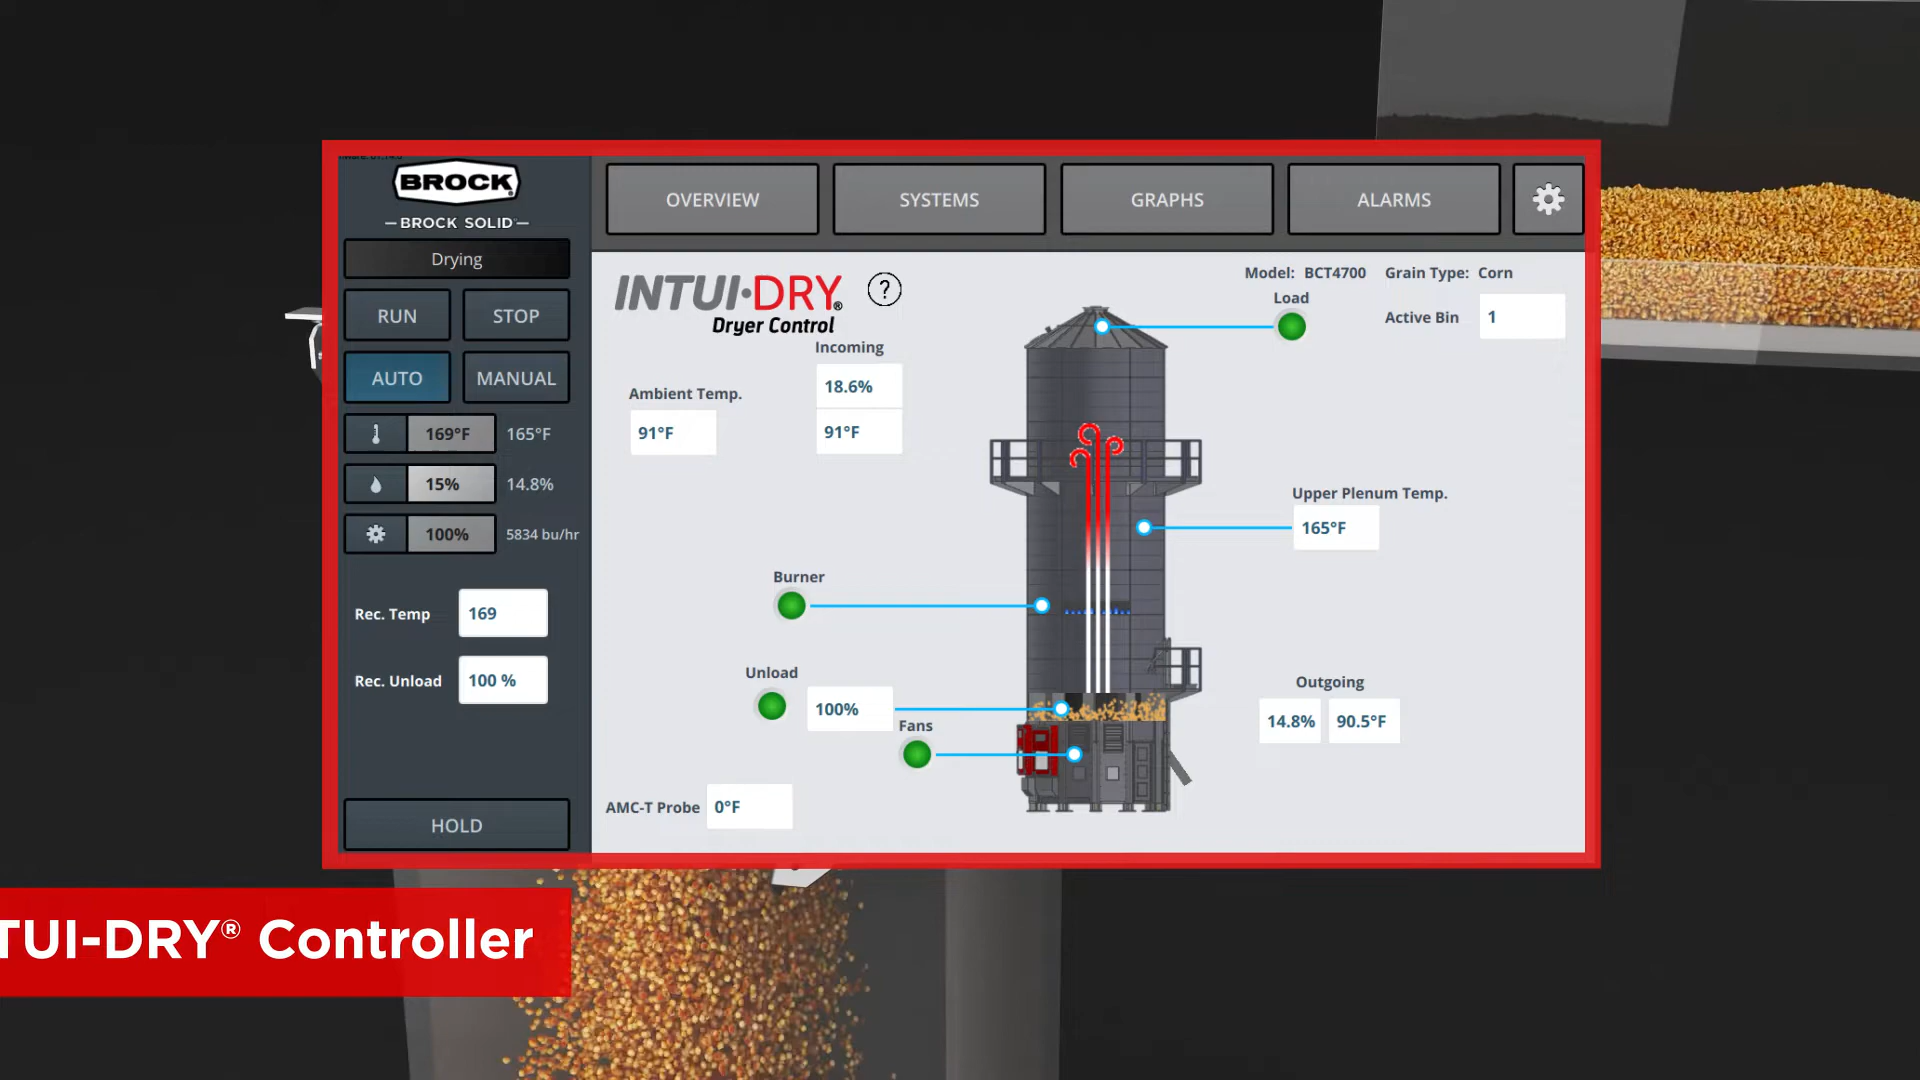 BROCK
BROCK SOLID
Drying
RUN
STOP
AUTO
MANUAL
169°F
165°F
15%
14.8%
100%
5834 bu/hr
Rec. Temp
169
Rec. Unload
100 %
HOLD
OVERVIEW
SYSTEMS
GRAPHS
ALARMS
INTUI·DRY®
Dryer Control
?
Model: BCT4700
Grain Type: Corn
Load
Active Bin
1
Incoming
18.6%
91°F
Ambient Temp.
91°F
Upper Plenum Temp.
165°F
Burner
Unload
100%
Fans
Outgoing
14.8%
90.5°F
AMC-T Probe
0°F
TUI-DRY® Controller